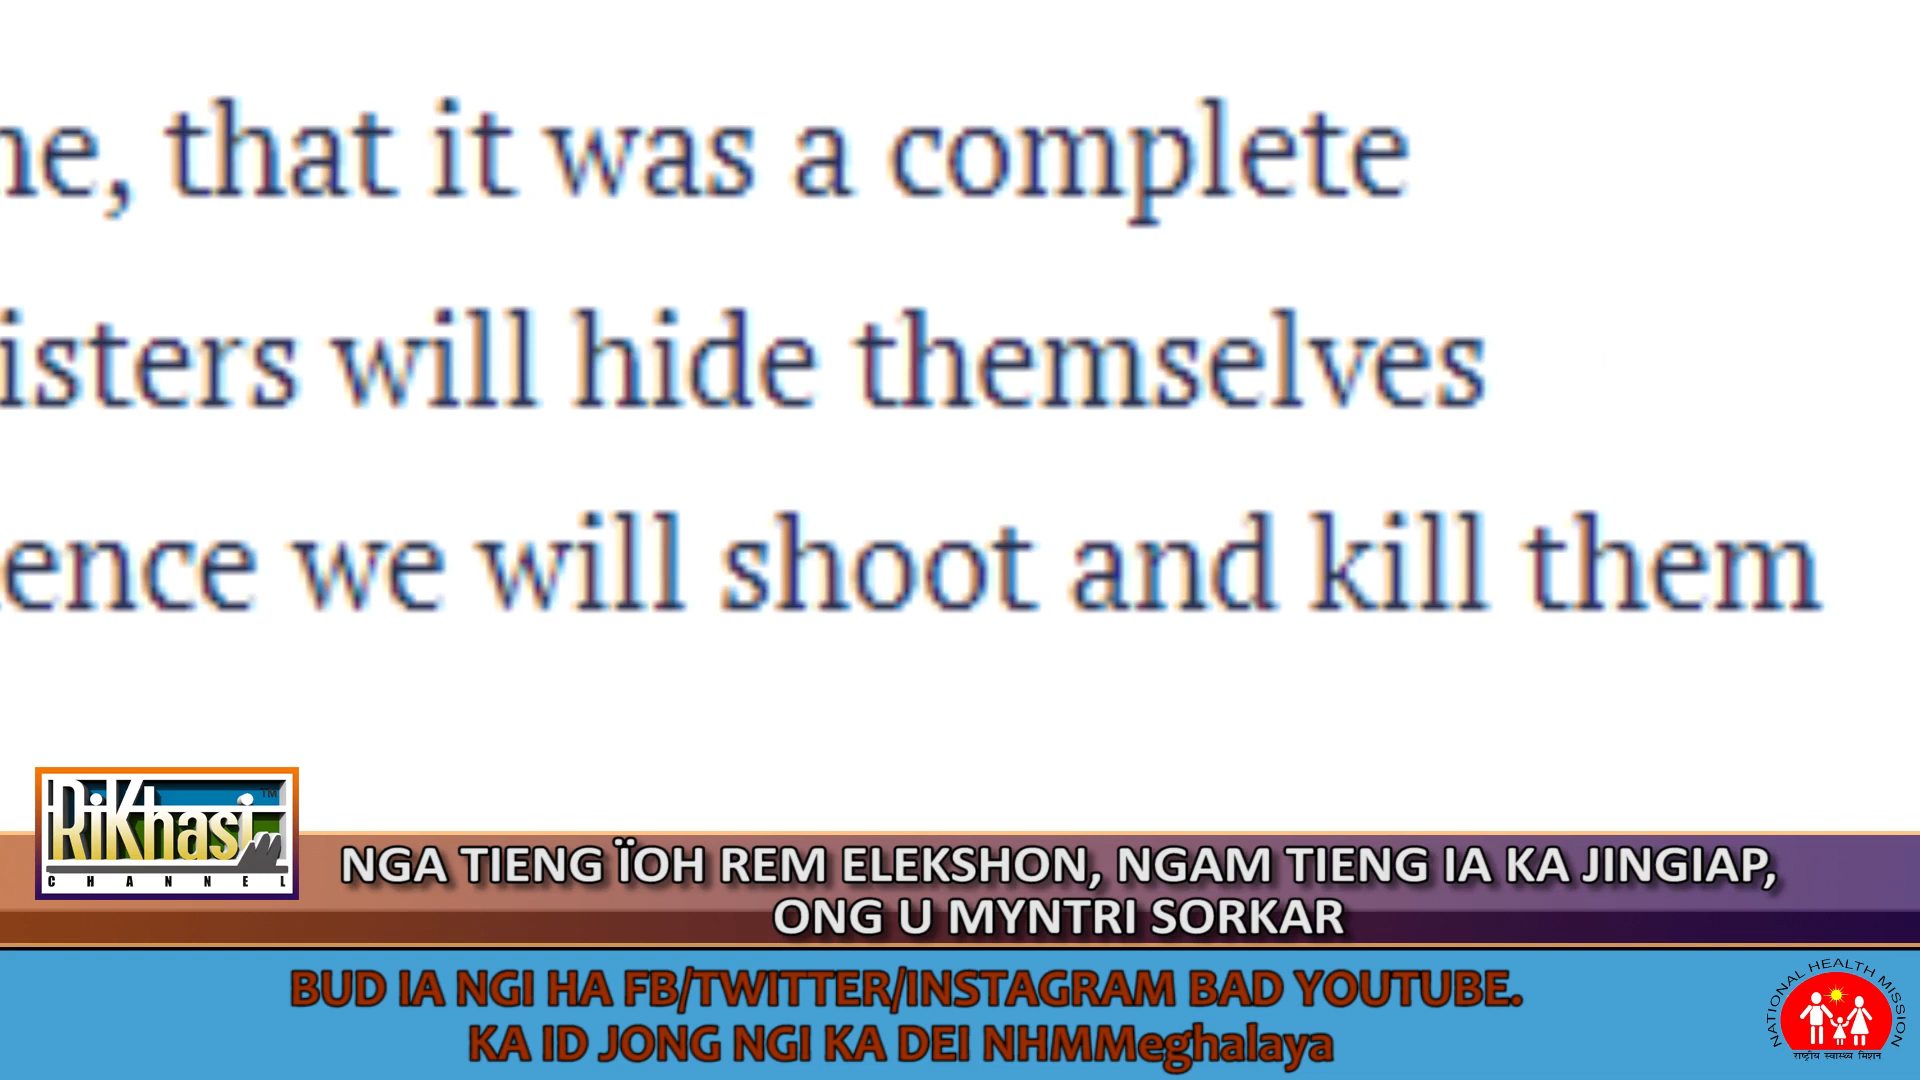 he, that it was a complete
isters will hide themselves
ence we will shoot and kill them
RiKhasi TM
CHANNEL
NGA TIENG ÏOH REM ELEKSHON, NGAM TIENG IA KA JINGIAP,
ONG U MYNTRI SORKAR
BUD IA NGI HA FB/TWITTER/INSTAGRAM BAD YOUTUBE.
KA ID JONG NGI KA DEI NHMMeghalaya
NATIONAL HEALTH MISSION
राष्ट्रीय स्वास्थ्य मिशन